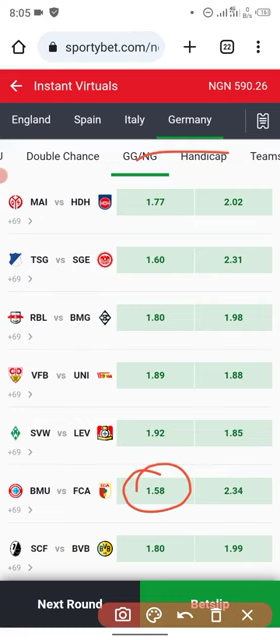 8:05
0 B/s
16
sportybet.com/n
22
Instant Virtuals NGN 590.26
England Spain Italy Germany
U Double Chance GG/NG Handicap Teams
MAI vs HDH 1.77 2.02
+69 >
TSG vs SGE 1.60 2.31
+69 >
RBL vs BMG 1.80 1.98
+69 >
VFB vs UNI 1.89 1.88
+69 >
SVW vs LEV 1.92 1.85
+69 >
BMU vs FCA 1.58 2.34
+69 >
SCF vs BVB 1.80 1.99
+69 >
Next Round Betslip